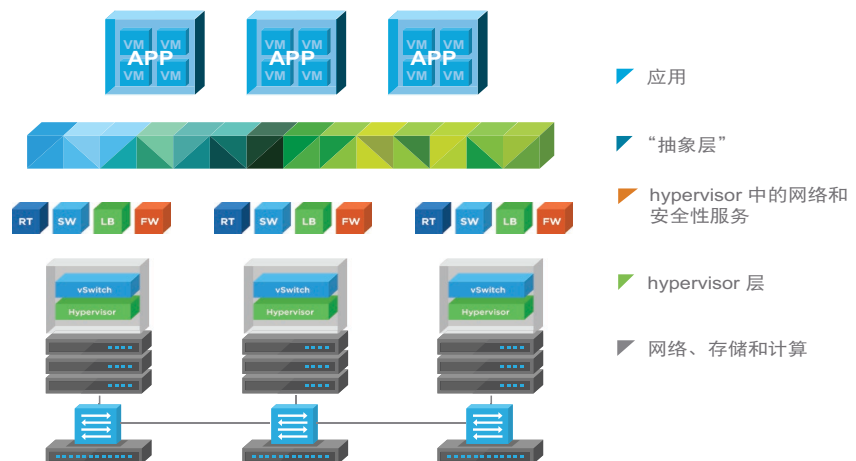 VM VM
APP
VM VM
VM VM
APP
VM VM
VM VM
APP
VM VM
应用
“抽象层”
RT SW LB FW
RT SW LB FW
RT SW LB FW
hypervisor 中的网络和
安全性服务
vSwitch
Hypervisor
vSwitch
Hypervisor
vSwitch
Hypervisor
hypervisor 层
网络、存储和计算